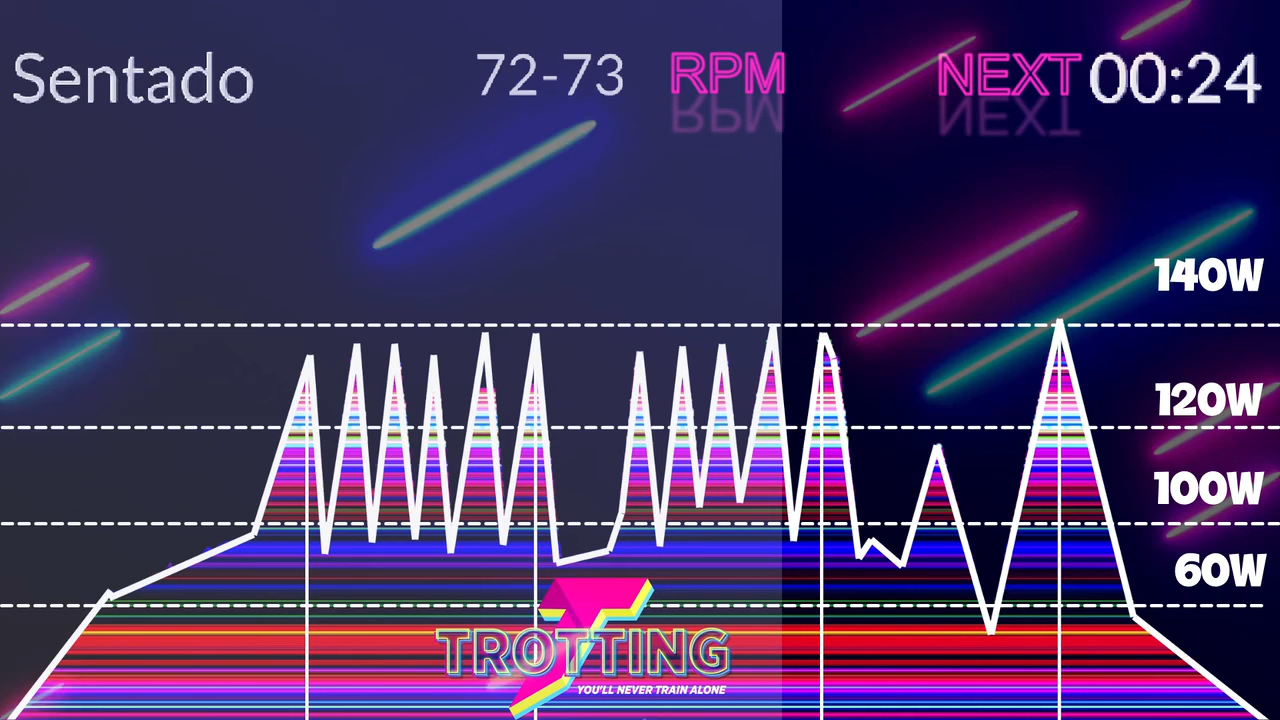 Sentado 72-73 RPM NEXT 00:24
140W
120W
100W
60W
TROTTING
YOU'LL NEVER TRAIN ALONE